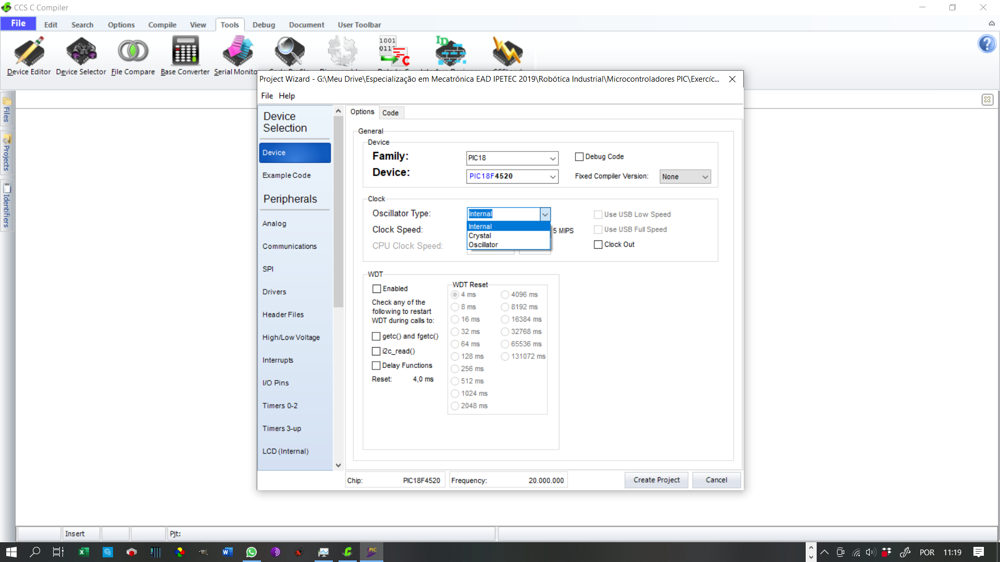 CCS C Compiler
File Edit Search Options Compile View Tools Debug Document User Toolbar
Device Editor Device Selector File Compare Base Converter Serial Monito
Project Wizard - G:\Meu Drive\Especialização em Mecatrônica EAD IPETEC 2019\Robótica Industrial\Microcontroladores PIC\Exercíc...
File Help
Files
Projects
Identifiers
Device
Selection
Device
Example Code
Peripherals
Analog
Communications
SPI
Drivers
Header Files
High/Low Voltage
Interrupts
I/O Pins
Timers 0-2
Timers 3-up
LCD (Internal)
Options Code
General
Device
Family: PIC18 Debug Code
Device: PIC18F4520 Fixed Compiler Version: None
Clock
Oscillator Type: Internal Use USB Low Speed
Internal
Clock Speed: 5 MIPS Use USB Full Speed
Crystal
CPU Clock Speed: Oscillator Clock Out
WDT
Enabled
Check any of the
following to restart
WDT during calls to:
getc() and fgetc()
i2c_read()
Delay Functions
Reset: 4,0 ms
WDT Reset
4 ms 4096 ms
8 ms 8192 ms
16 ms 16384 ms
32 ms 32768 ms
64 ms 65536 ms
128 ms 131072 ms
256 ms
512 ms
1024 ms
2048 ms
Chip: PIC18F4520 Frequency: 20.000.000 Create Project Cancel
Insert Pjt:
POR 11:19